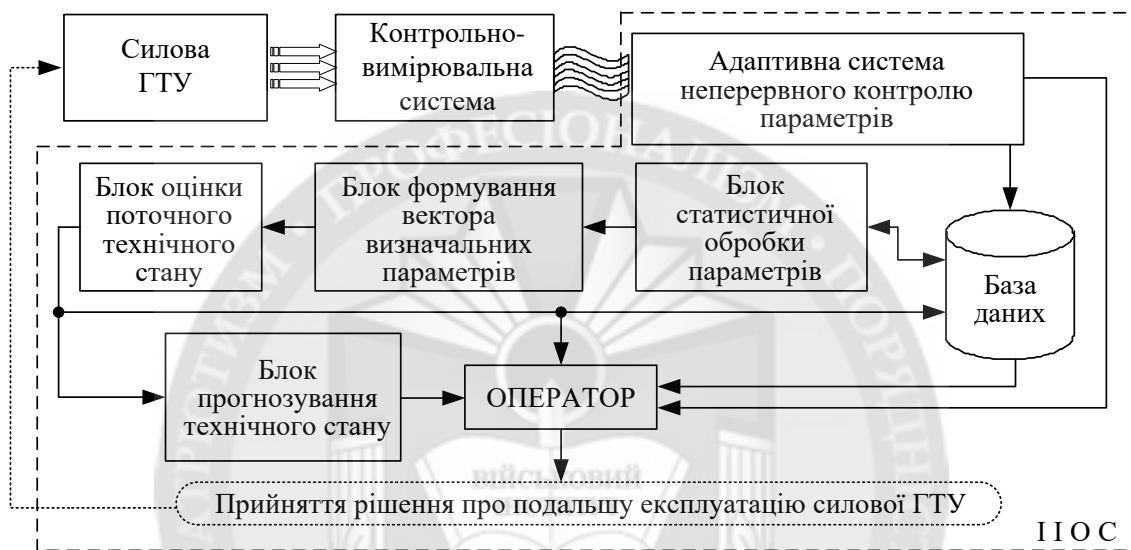 Силова
ГТУ
Контрольно-
вимірювальна
система
Адаптивна система
неперервного контролю
параметрів
Блок оцінки
поточного
технічного
стану
Блок формування
вектора
визначальних
параметрів
Блок
статистичної
обробки
параметрів
База
даних
Блок
прогнозування
технічного стану
ОПЕРАТОР
Прийняття рішення про подальшу експлуатацію силової ГТУ
І І О С
ПРОФЕСІОНАЛІЗМ
ВІЙСЬКОВИЙ